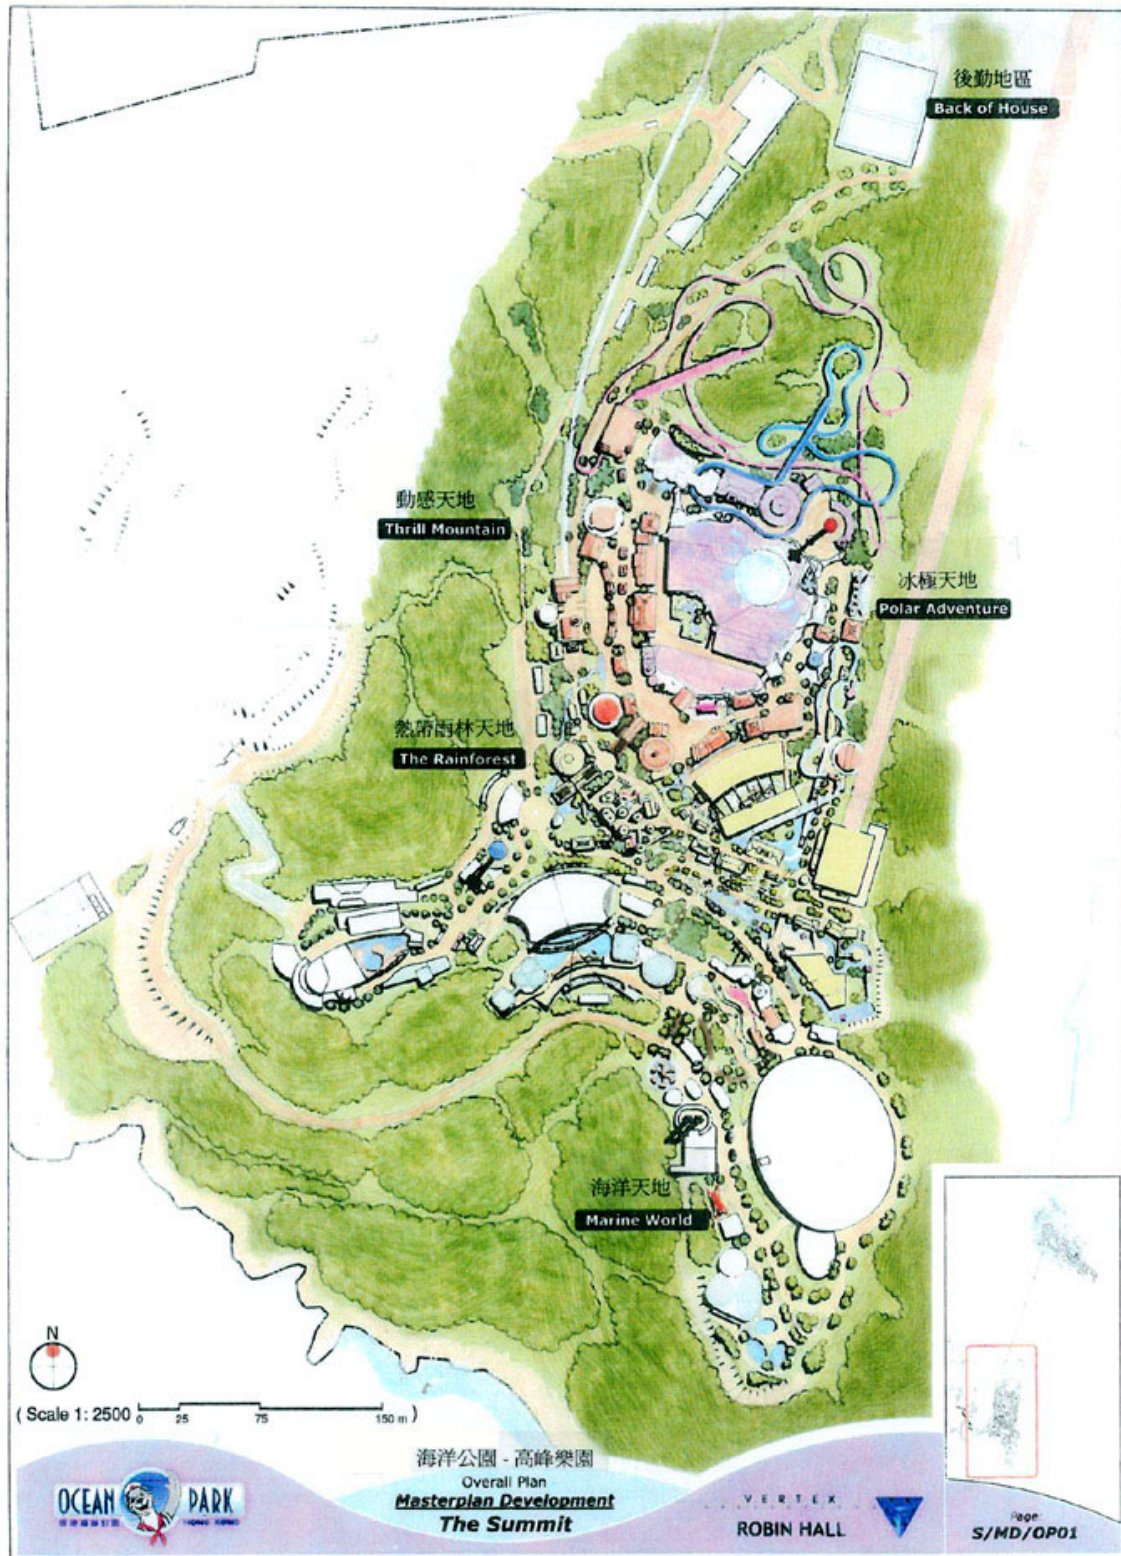 後勤地區
Back of House
動感天地
Thrill Mountain
冰極天地
Polar Adventure
熱帶雨林天地
The Rainforest
海洋天地
Marine World
N
( Scale 1: 2500 0 25 75 150 m )
海洋公園 - 高峰樂園
Overall Plan
Masterplan Development
The Summit
OCEAN PARK
HONG KONG
VERTEX
ROBIN HALL
Page
S/MD/OP01